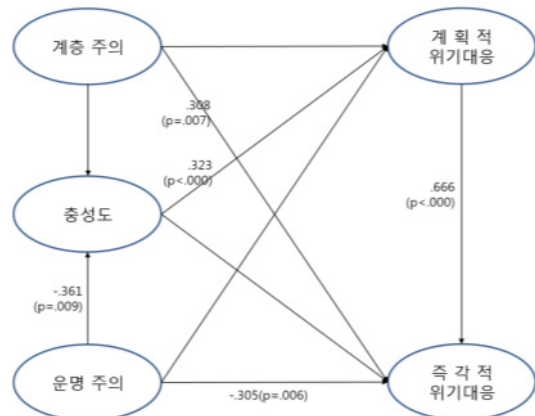 계층 주의
계 획 적
위기대응
.308
(p=.007)
.323
(p<.000)
.666
(p<.000)
충성도
-.361
(p=.009)
운명 주의
-.305(p=.006)
즉 각 적
위기대응